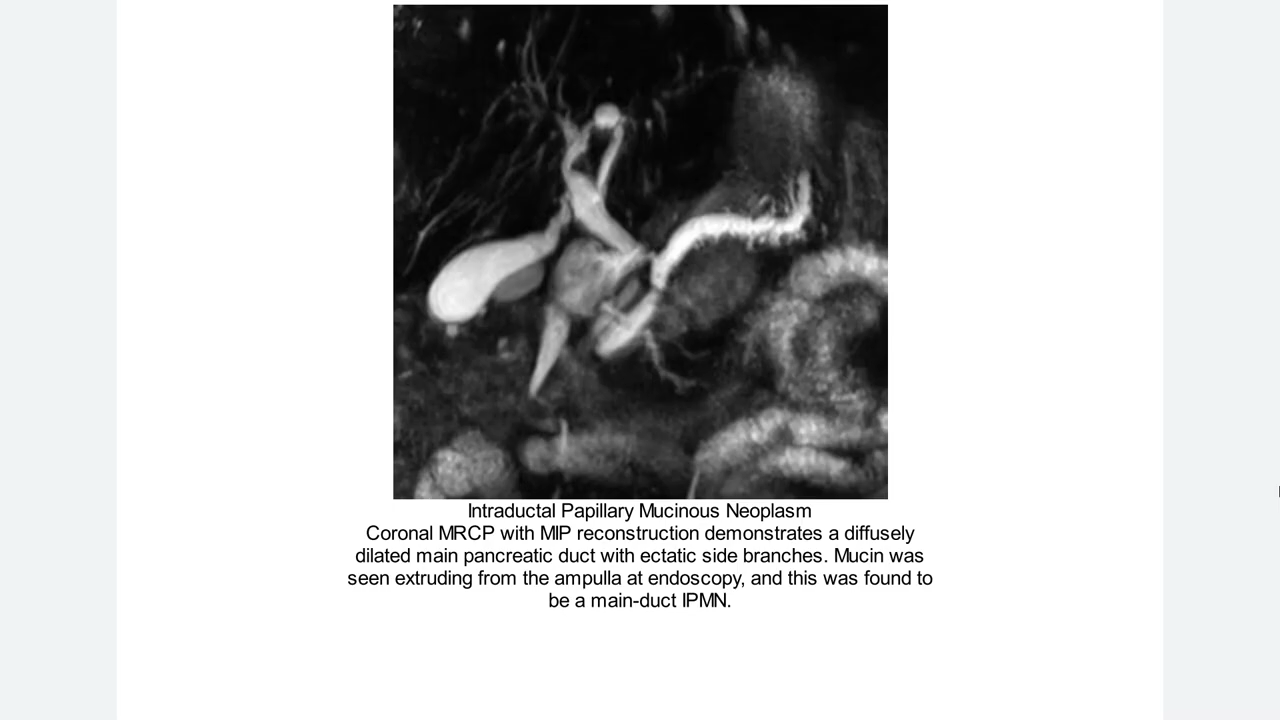 Intraductal Papillary Mucinous Neoplasm
Coronal MRCP with MIP reconstruction demonstrates a diffusely
dilated main pancreatic duct with ectatic side branches. Mucin was
seen extruding from the ampulla at endoscopy, and this was found to
be a main-duct IPMN.